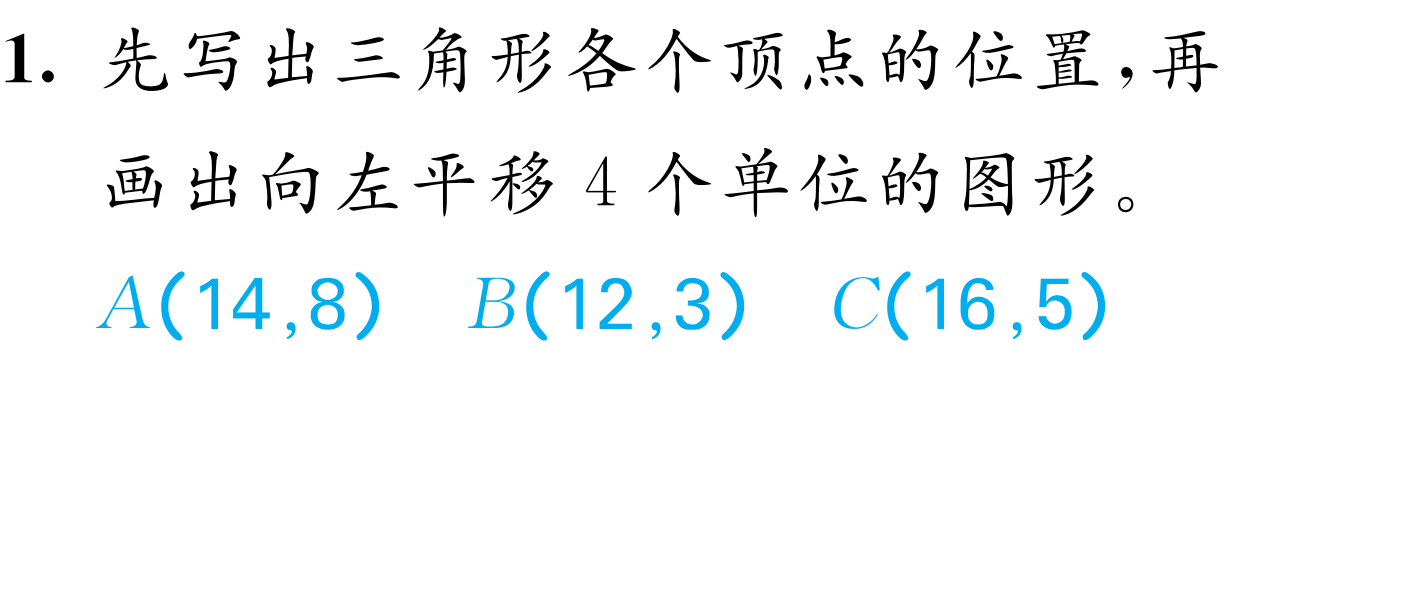 1. 先写出三角形各个顶点的位置,再
画出向左平移 4 个单位的图形。
A(14,8) B(12,3) C(16,5)